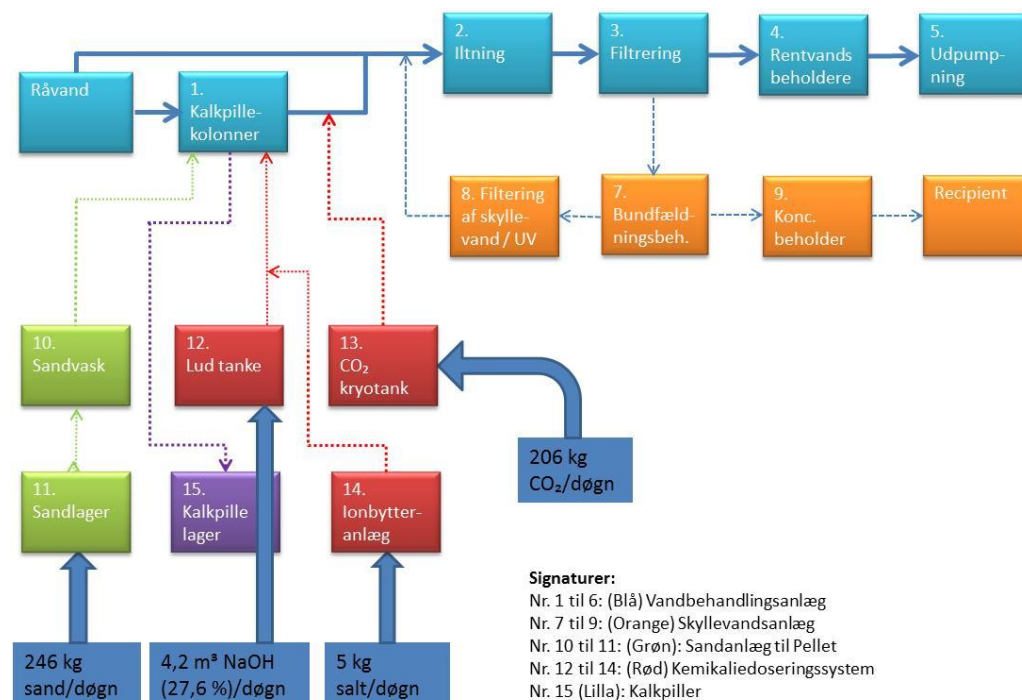 Råvand
1.
Kalkpille-
kolonner
2.
Iltning
3.
Filtrering
4.
Rentvands
beholdere
5.
Udpump-
ning
8. Filtering
af skylle-
vand / UV
7.
Bundfæld-
ningsbeh.
9.
Konc.
beholder
Recipient
10.
Sandvask
12.
Lud tanke
13.
CO₂
kryotank
11.
Sandlager
15.
Kalkpille
lager
14.
Ionbytter-
anlæg
206 kg
CO₂/døgn
246 kg
sand/døgn
4,2 m³ NaOH
(27,6 %)/døgn
5 kg
salt/døgn
Signaturer:
Nr. 1 til 6: (Blå) Vandbehandlingsanlæg
Nr. 7 til 9: (Orange) Skyllevandsanlæg
Nr. 10 til 11: (Grøn): Sandanlæg til Pellet
Nr. 12 til 14: (Rød) Kemikaliedoseringssystem
Nr. 15 (Lilla): Kalkpiller